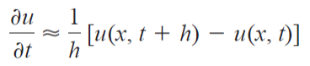 ∂u/∂t ≈ 1/h [u(x, t + h) − u(x, t)]